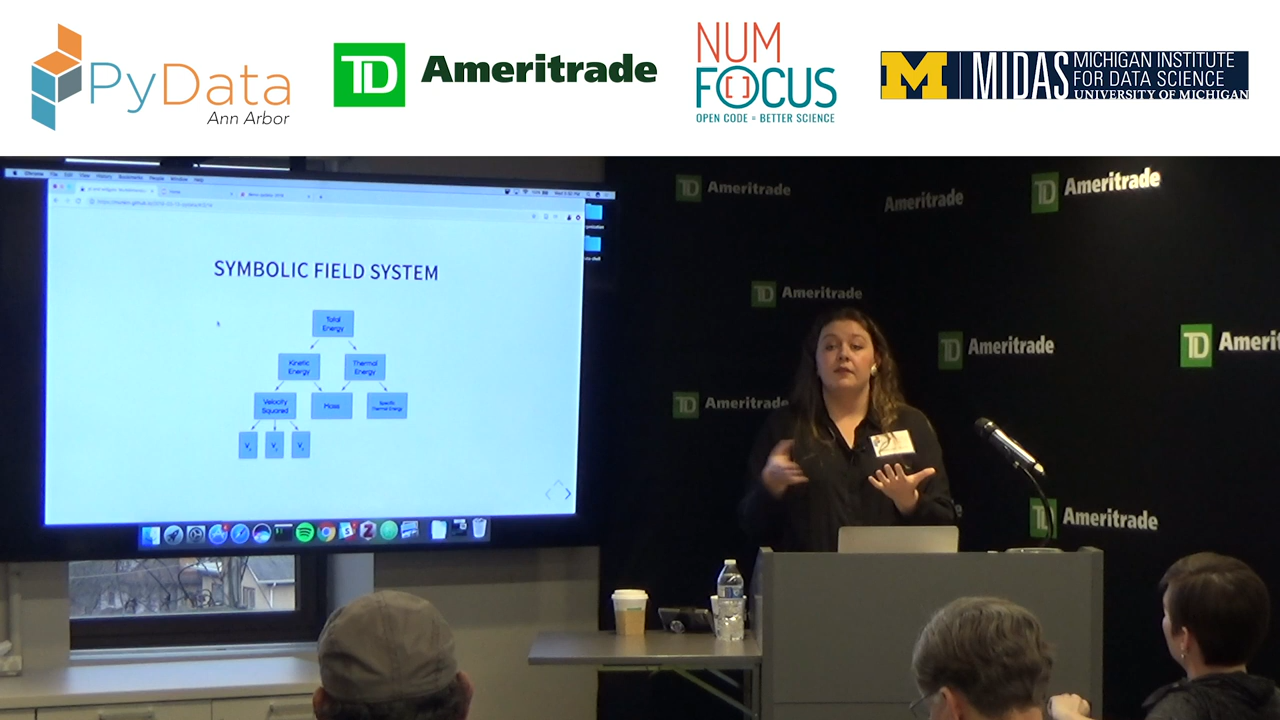 PyData
Ann Arbor
TD Ameritrade
NUM
FOCUS
OPEN CODE = BETTER SCIENCE
M MIDAS
MICHIGAN INSTITUTE
FOR DATA SCIENCE
UNIVERSITY OF MICHIGAN
SYMBOLIC FIELD SYSTEM
Total
Energy
Kinetic
Energy
Thermal
Energy
Velocity
Squared
Mass
Specific
Thermal Energy
V
V
V
TD Ameritrade
Ameritrade
TD Ameritrade
TD Ameritrade
TD Ameritrade
TD Ameri
TD Ameritrade
TD Ameritrade